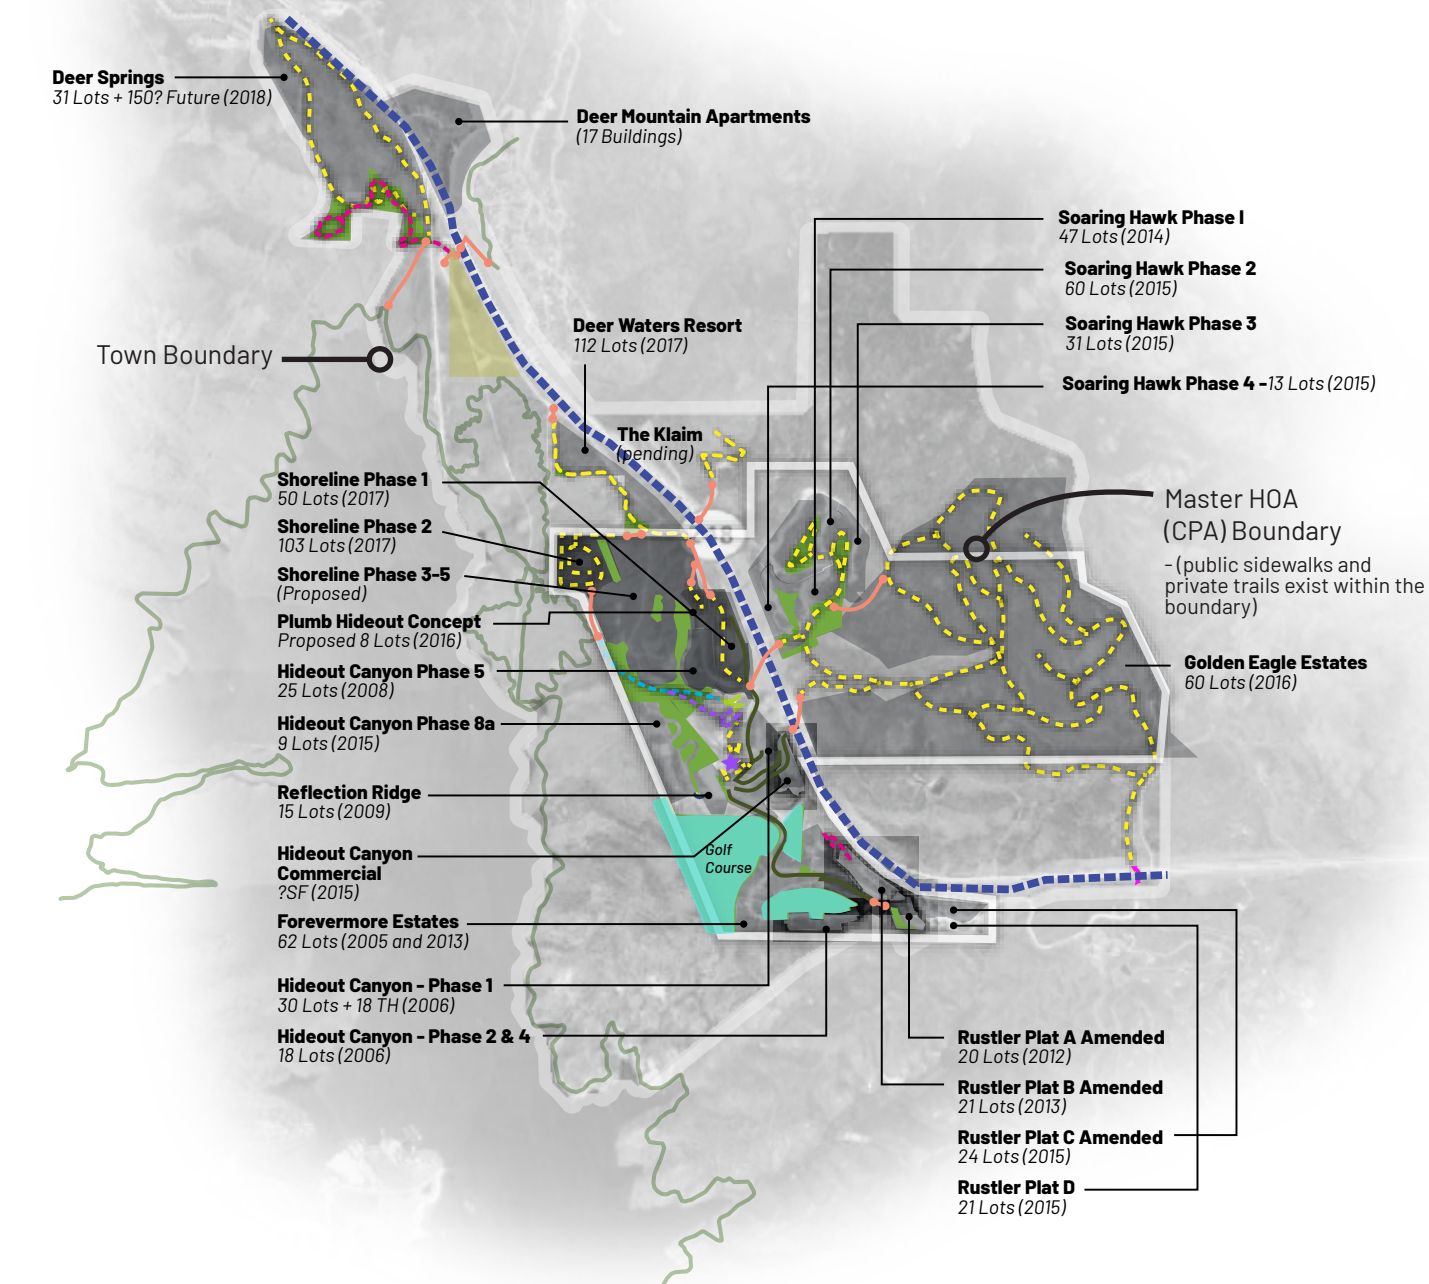 Deer Springs
31 Lots + 150? Future (2018)
Deer Mountain Apartments
(17 Buildings)
Soaring Hawk Phase I
47 Lots (2014)
Soaring Hawk Phase 2
60 Lots (2015)
Soaring Hawk Phase 3
31 Lots (2015)
Soaring Hawk Phase 4 -13 Lots (2015)
Town Boundary
Deer Waters Resort
112 Lots (2017)
The Klaim
(pending)
Master HOA
(CPA) Boundary
- (public sidewalks and
private trails exist within the
boundary)
Golden Eagle Estates
60 Lots (2016)
Shoreline Phase 1
50 Lots (2017)
Shoreline Phase 2
103 Lots (2017)
Shoreline Phase 3-5
(Proposed)
Plumb Hideout Concept
Proposed 8 Lots (2016)
Hideout Canyon Phase 5
25 Lots (2008)
Hideout Canyon Phase 8a
9 Lots (2015)
Reflection Ridge
15 Lots (2009)
Hideout Canyon
Commercial
?SF (2015)
Golf
Course
Forevermore Estates
62 Lots (2005 and 2013)
Hideout Canyon - Phase 1
30 Lots + 18 TH (2006)
Hideout Canyon - Phase 2 & 4
18 Lots (2006)
Rustler Plat A Amended
20 Lots (2012)
Rustler Plat B Amended
21 Lots (2013)
Rustler Plat C Amended
24 Lots (2015)
Rustler Plat D
21 Lots (2015)